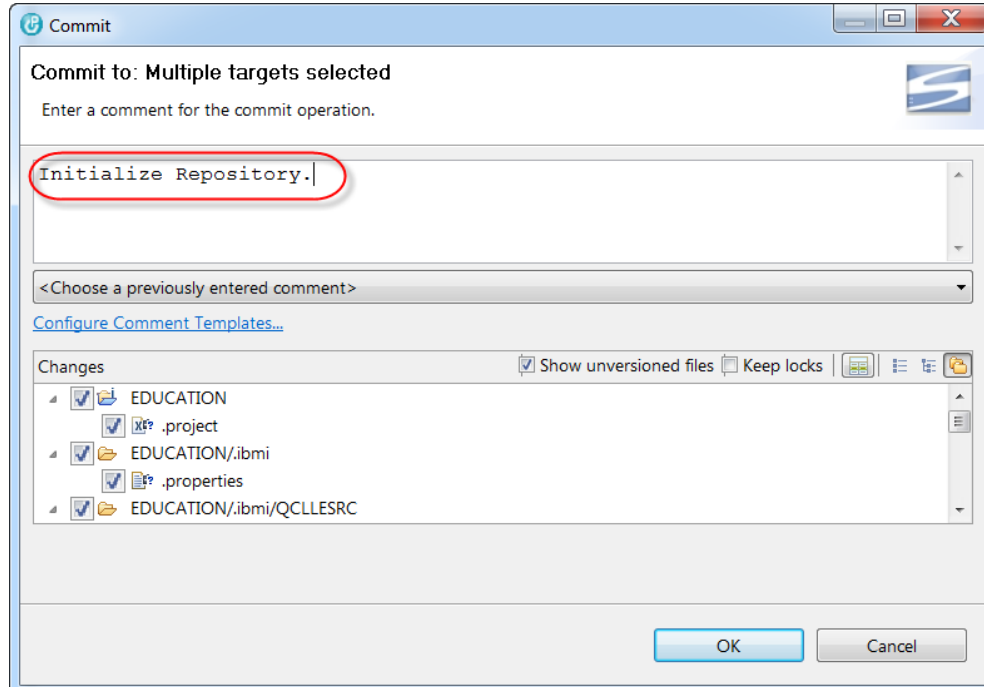 Commit
Commit to: Multiple targets selected
Enter a comment for the commit operation.
Initialize Repository.
<Choose a previously entered comment>
Configure Comment Templates...
Changes Show unversioned files Keep locks
EDUCATION
.project
EDUCATION/.ibmi
.properties
EDUCATION/.ibmi/QCLLESRC
OK Cancel